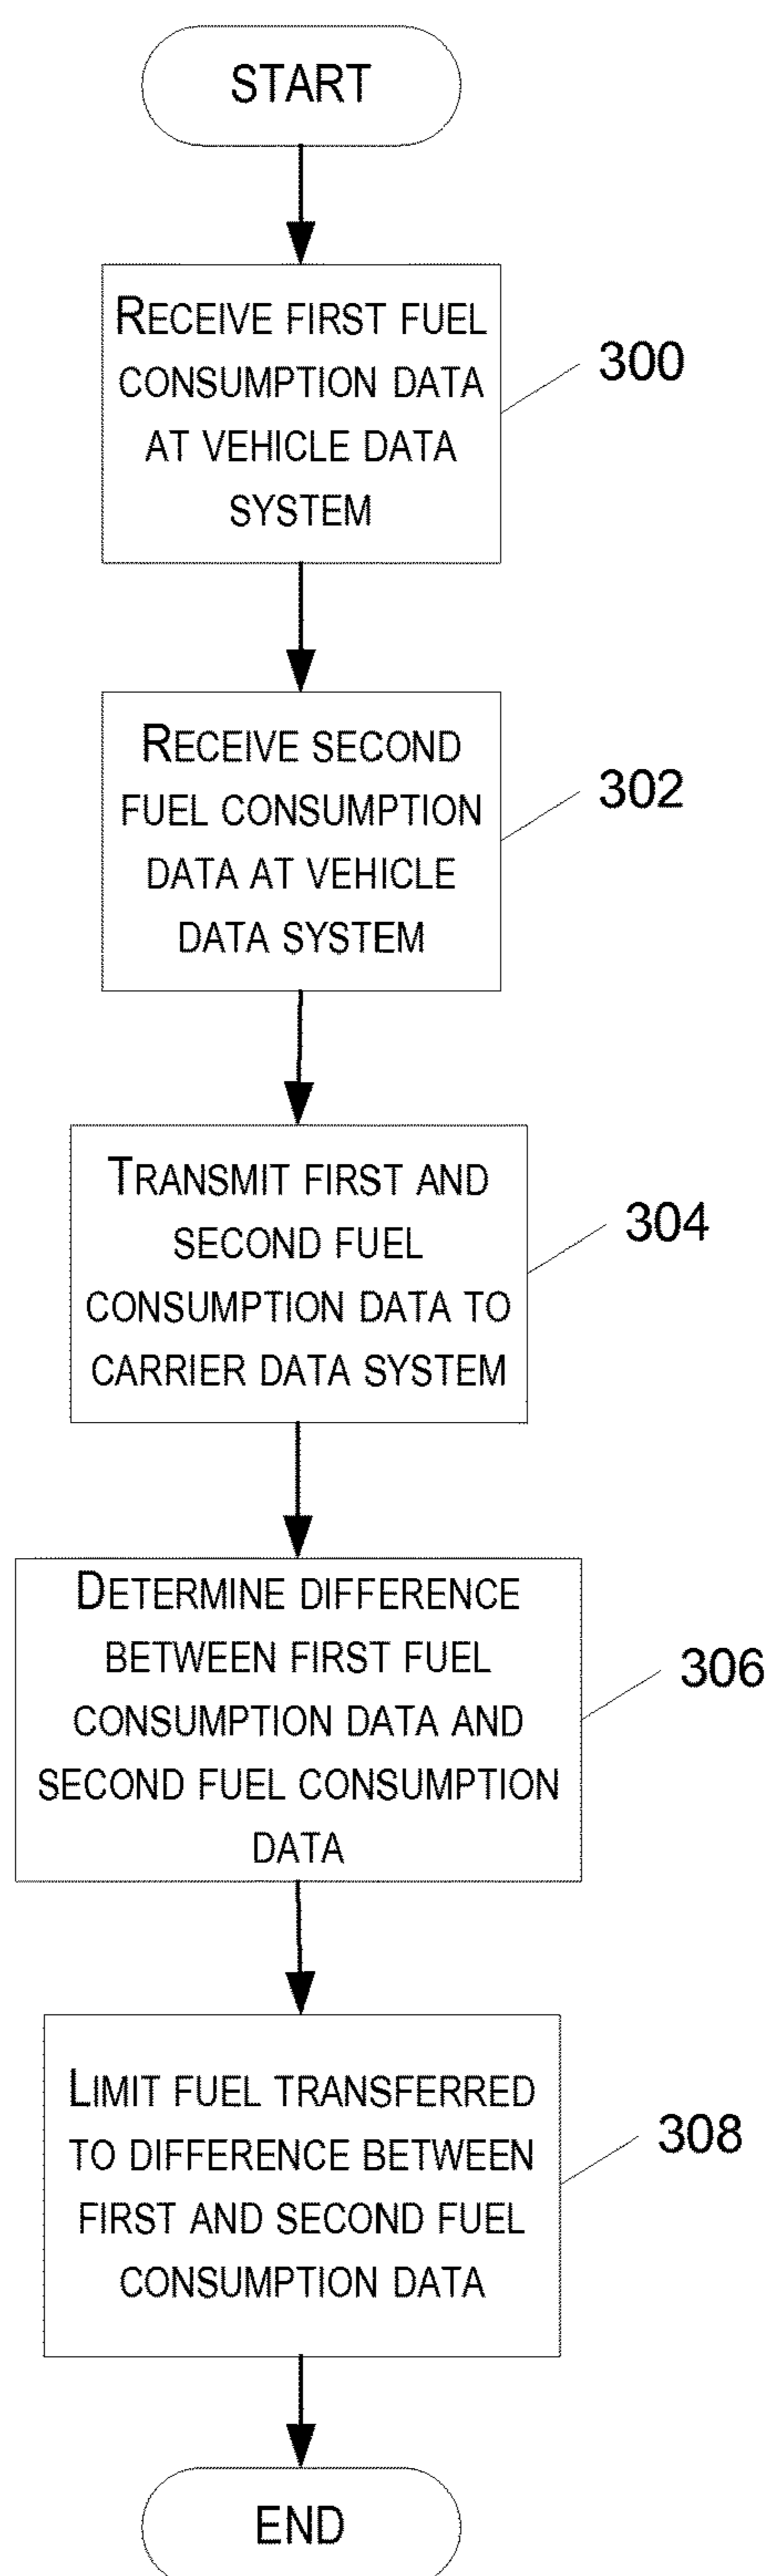 START
RECEIVE FIRST FUEL
CONSUMPTION DATA
AT VEHICLE DATA
SYSTEM
300
RECEIVE SECOND
FUEL CONSUMPTION
DATA AT VEHICLE
DATA SYSTEM
302
TRANSMIT FIRST AND
SECOND FUEL
CONSUMPTION DATA TO
CARRIER DATA SYSTEM
304
DETERMINE DIFFERENCE
BETWEEN FIRST FUEL
CONSUMPTION DATA AND
SECOND FUEL CONSUMPTION
DATA
306
LIMIT FUEL TRANSFERRED
TO DIFFERENCE BETWEEN
FIRST AND SECOND FUEL
CONSUMPTION DATA
308
END